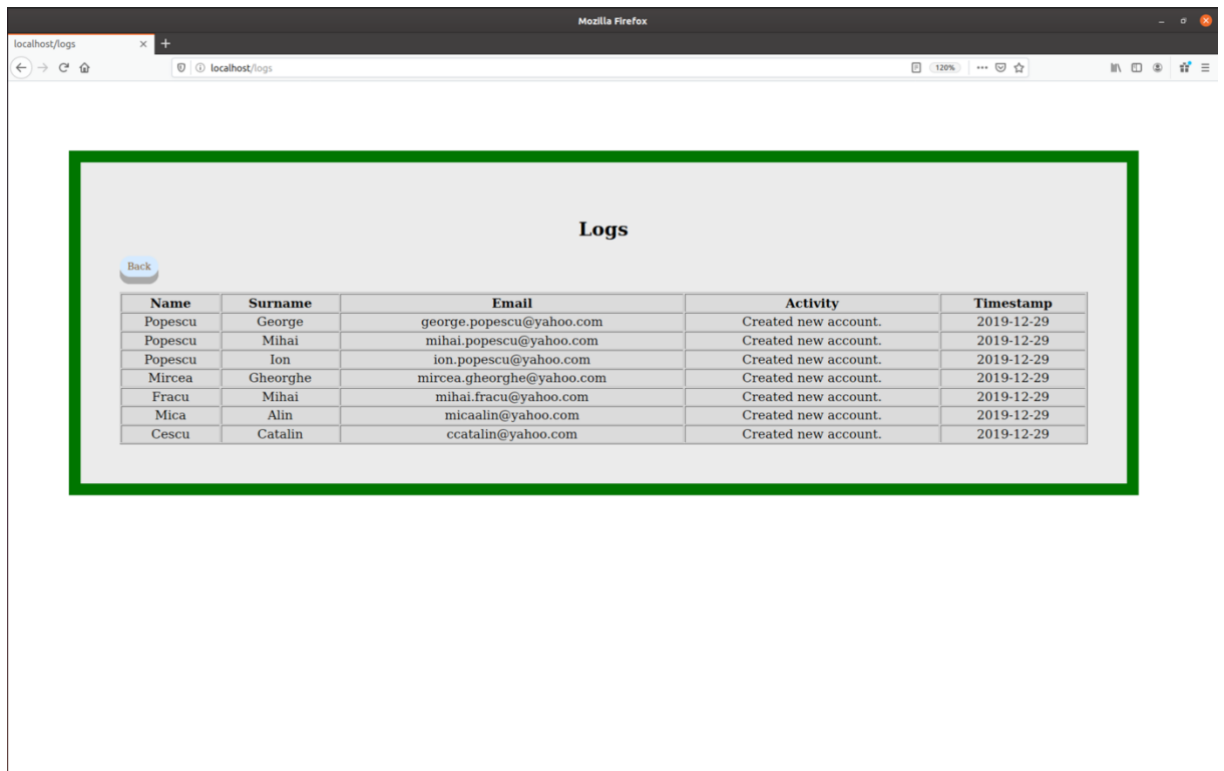 Mozilla Firefox
localhost/logs
localhost/logs
120%
Logs
Back
Name Surname Email Activity Timestamp
Popescu George george.popescu@yahoo.com Created new account. 2019-12-29
Popescu Mihai mihai.popescu@yahoo.com Created new account. 2019-12-29
Popescu Ion ion.popescu@yahoo.com Created new account. 2019-12-29
Mircea Gheorghe mircea.gheorghe@yahoo.com Created new account. 2019-12-29
Fracu Mihai mihai.fracu@yahoo.com Created new account. 2019-12-29
Mica Alin micaalin@yahoo.com Created new account. 2019-12-29
Cescu Catalin ccatalin@yahoo.com Created new account. 2019-12-29